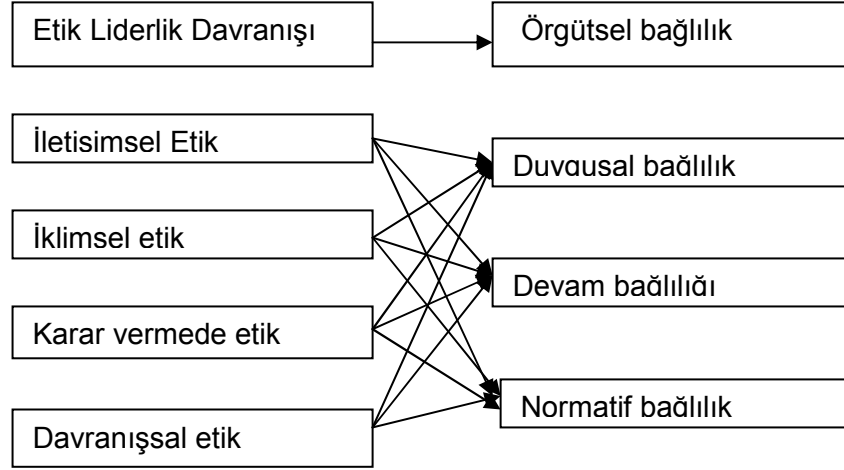 Etik Liderlik Davranışı
Örgütsel bağlılık
İletisimsel Etik
Duygusal bağlılık
İklimsel etik
Devam bağlılığı
Karar vermede etik
Normatif bağlılık
Davranışsal etik